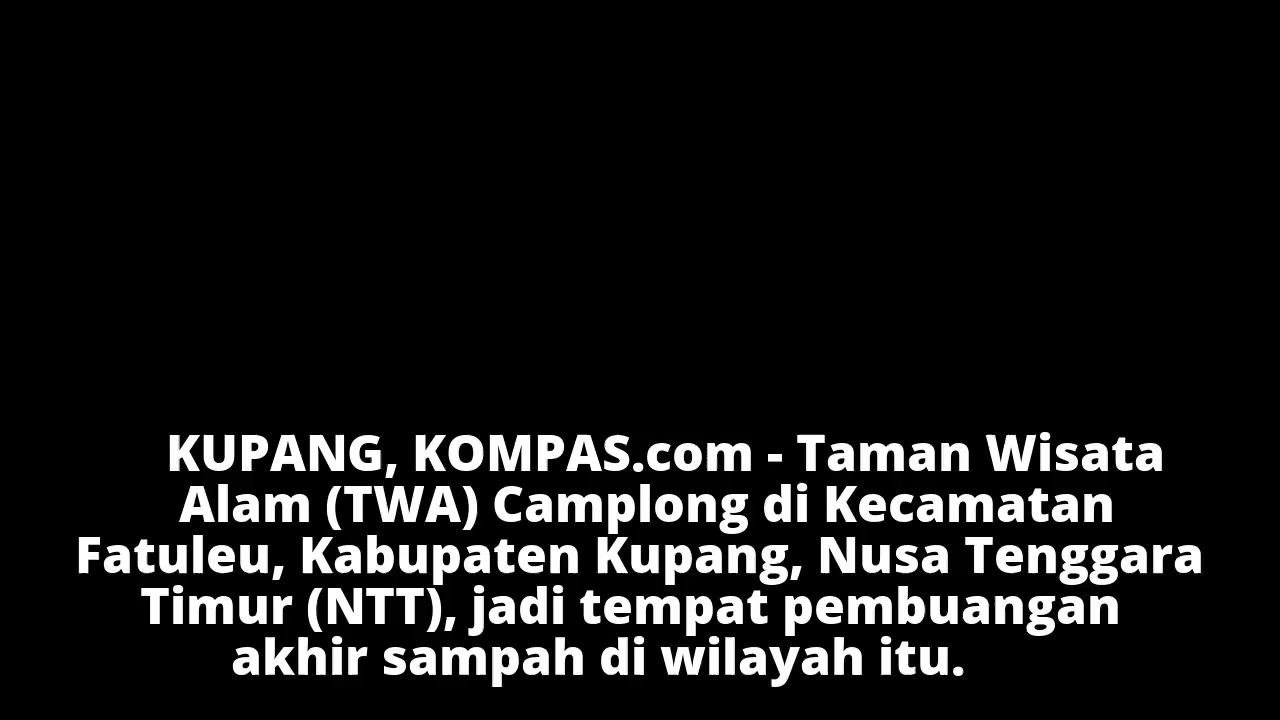 KUPANG, KOMPAS.com - Taman Wisata
Alam (TWA) Camplong di Kecamatan
Fatuleu, Kabupaten Kupang, Nusa Tenggara
Timur (NTT), jadi tempat pembuangan
akhir sampah di wilayah itu.